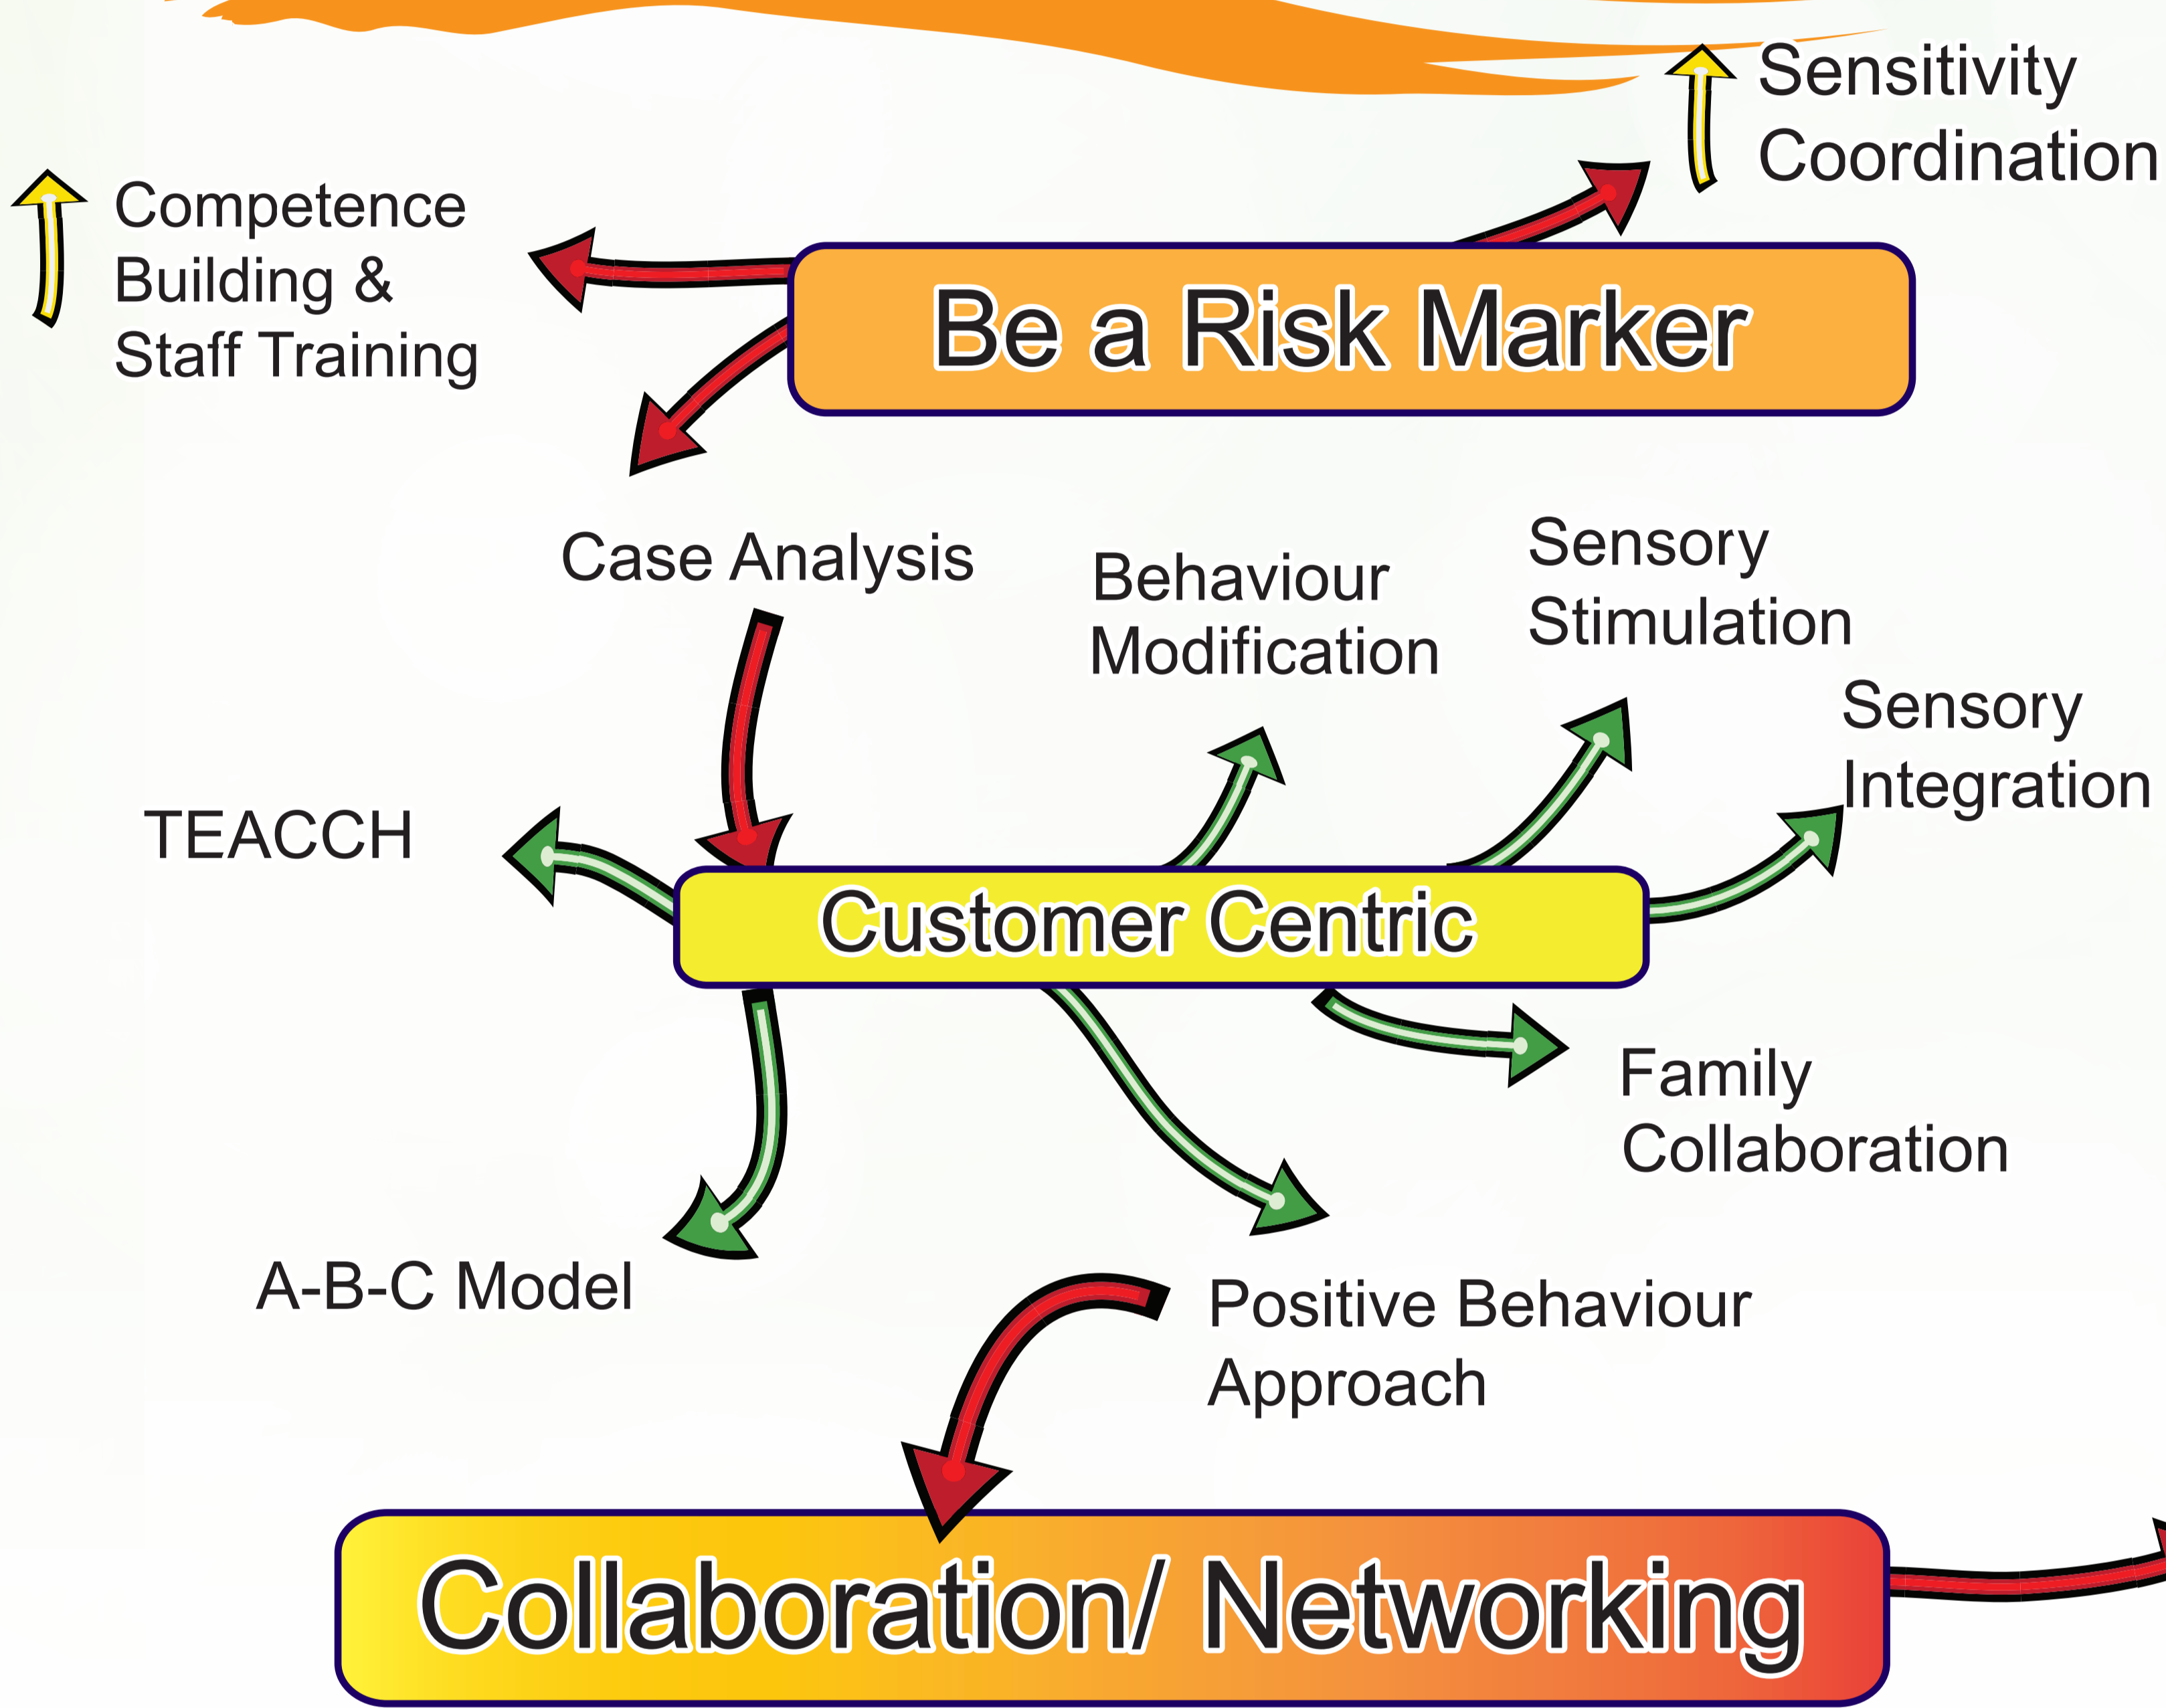 Sensitivity
Coordination
Competence
Building &
Staff Training
Be a Risk Marker
Case Analysis
Behaviour
Modification
Sensory
Stimulation
Sensory
Integration
TEACCH
Customer Centric
Family
Collaboration
A-B-C Model
Positive Behaviour
Approach
Collaboration/ Networking